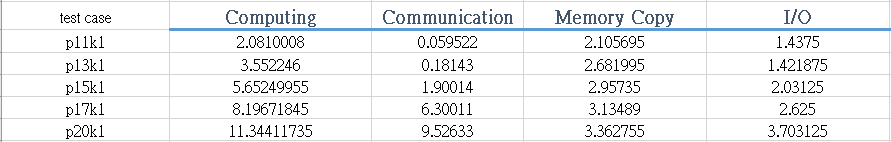 test case Computing Communication Memory Copy I/O
p11k1 2.0810008 0.059522 2.105695 1.4375
p13k1 3.552246 0.18143 2.681995 1.421875
p15k1 5.65249955 1.90014 2.95735 2.03125
p17k1 8.19671845 6.30011 3.13489 2.625
p20k1 11.34411735 9.52633 3.362755 3.703125